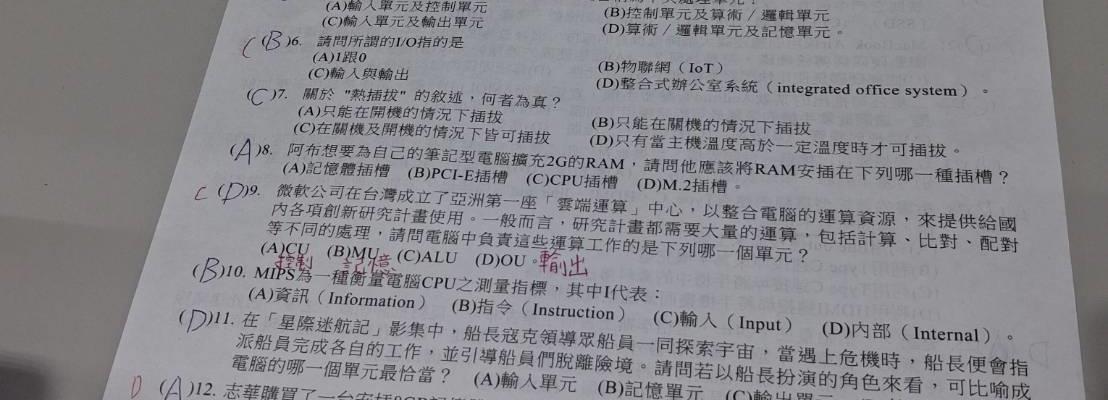 (A)輸入單元及控制單元 (B)控制單元及算術／邏輯單元
(C)輸入單元及輸出單元 (D)算術／邏輯單元及記憶單元。
C (B)6. 請問所謂的I/O指的是
(A)1跟0 (B)物聯網（IoT）
(C)輸入與輸出 (D)整合式辦公室系統（integrated office system）。
(C)7. 關於 "熱插拔" 的敘述，何者為真？
(A)只能在開機的情況下插拔 (B)只能在關機的情況下插拔
(C)在關機及開機的情況下皆可插拔 (D)只有當主機溫度高於一定溫度時才可插拔。
(A)8. 阿布想要為自己的筆記型電腦擴充2G的RAM，請問他應該將RAM安插在下列哪一種插槽？
(A)記憶體插槽 (B)PCI-E插槽 (C)CPU插槽 (D)M.2插槽。
C (D)9. 微軟公司在台灣成立了亞洲第一座「雲端運算」中心，以整合電腦的運算資源，來提供給國
內各項創新研究計畫使用。一般而言，研究計畫都需要大量的運算，包括計算、比對、配對
等不同的處理，請問電腦中負責這些運算工作的是下列哪一個單元？
(A)CU (B)MU (C)ALU (D)OU。輸出
控制 記憶
(B)10. MIPS為一種衡量電腦CPU之測量指標，其中I代表：
(A)資訊（Information） (B)指令（Instruction） (C)輸入（Input） (D)內部（Internal）。
(D)11. 在「星際迷航記」影集中，船長寇克領導眾船員一同探索宇宙，當遇上危機時，船長便會指
派船員完成各自的工作，並引導船員們脫離險境。請問若以船長扮演的角色來看，可比喻成
電腦的哪一個單元最恰當？ (A)輸入單元 (B)記憶單元 (C)輸出單元
D (A)12. 志華購買了一台